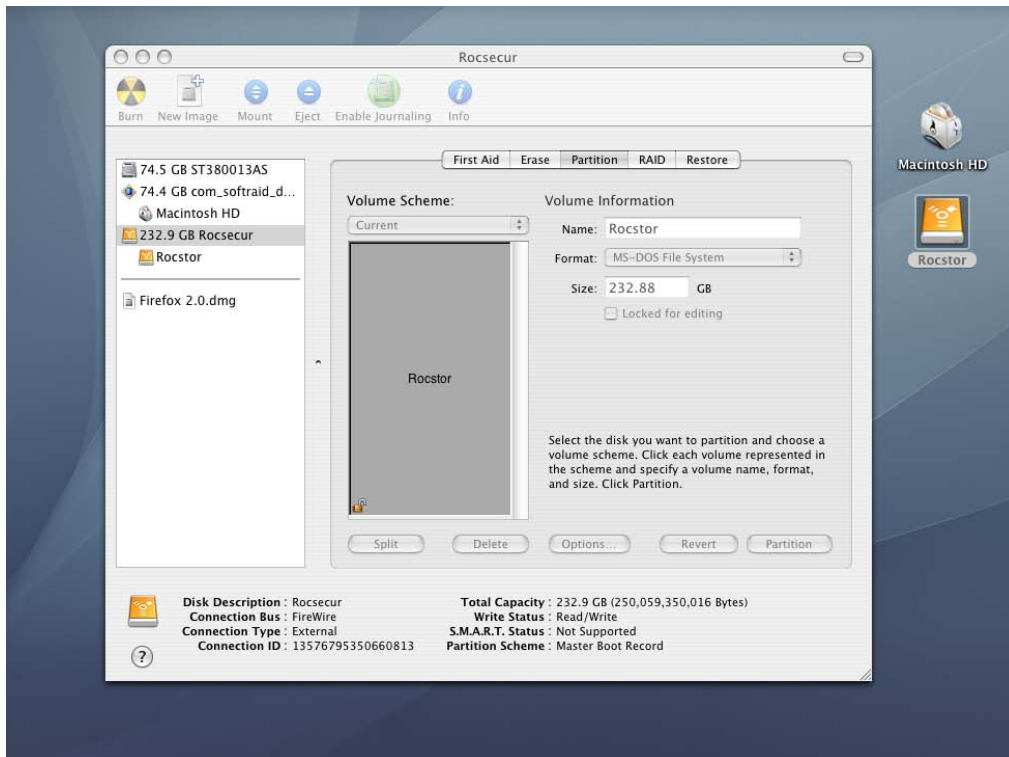 Rocsecur
Burn New Image Mount Eject Enable Journaling Info
First Aid Erase Partition RAID Restore
74.5 GB ST380013AS
74.4 GB com_softraid_d...
Macintosh HD
232.9 GB Rocsecur
Rocstor
Firefox 2.0.dmg
Volume Scheme:
Current
Rocstor
Volume Information
Name: Rocstor
Format: MS-DOS File System
Size: 232.88 GB
Locked for editing
Select the disk you want to partition and choose a
volume scheme. Click each volume represented in
the scheme and specify a volume name, format,
and size. Click Partition.
Split Delete Options... Revert Partition
Disk Description : Rocsecur
Connection Bus : FireWire
Connection Type : External
Connection ID : 13576795350660813
Total Capacity : 232.9 GB (250,059,350,016 Bytes)
Write Status : Read/Write
S.M.A.R.T. Status : Not Supported
Partition Scheme : Master Boot Record
?
Macintosh HD
Rocstor